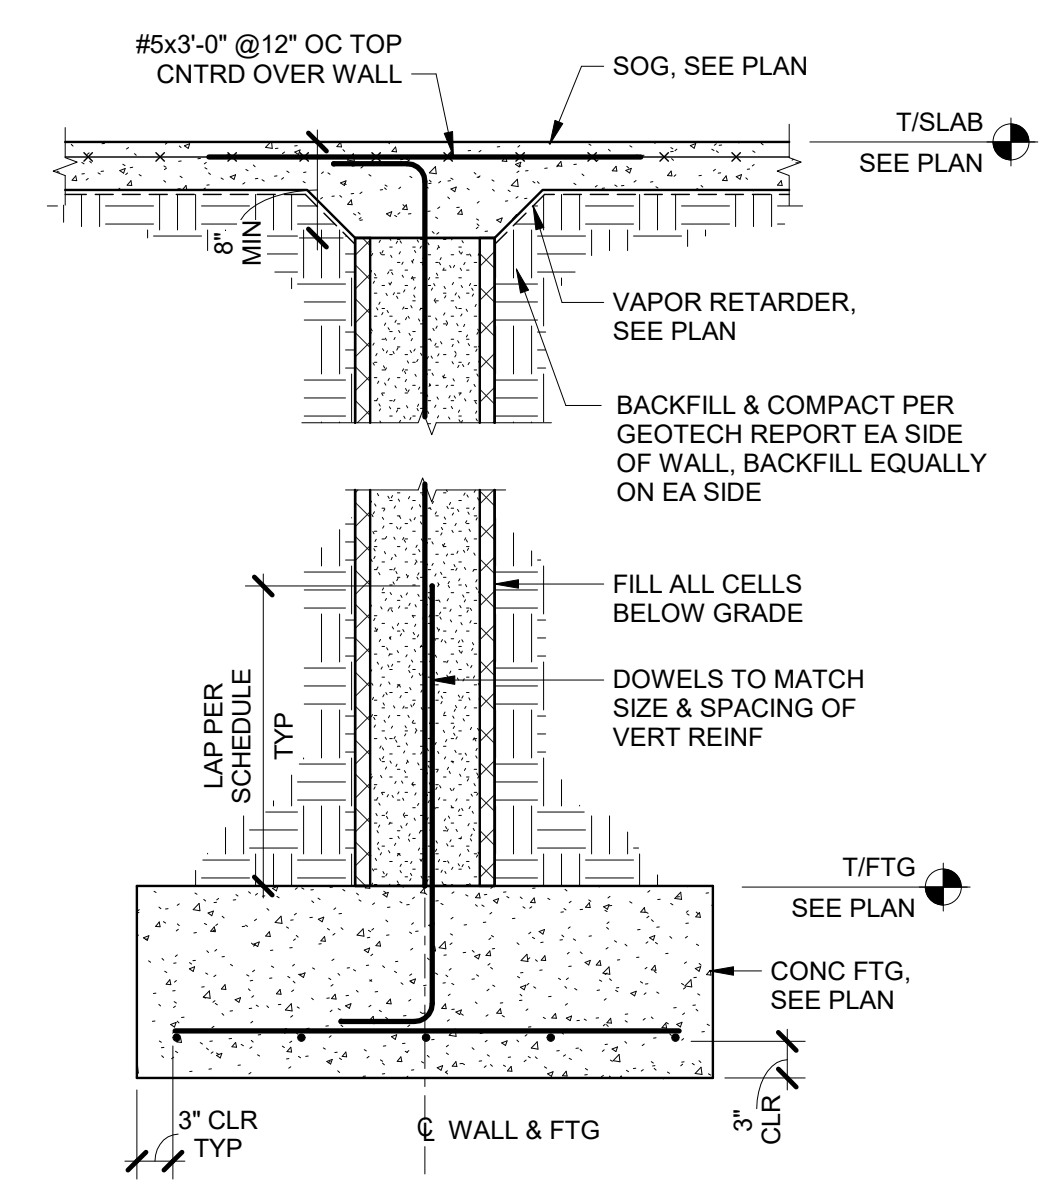 #5x3'-0" @12" OC TOP
CNTRD OVER WALL
SOG, SEE PLAN
T/SLAB
SEE PLAN
8"
MIN
VAPOR RETARDER,
SEE PLAN
BACKFILL & COMPACT PER
GEOTECH REPORT EA SIDE
OF WALL, BACKFILL EQUALLY
ON EA SIDE
FILL ALL CELLS
BELOW GRADE
LAP PER
SCHEDULE
TYP
DOWELS TO MATCH
SIZE & SPACING OF
VERT REINF
T/FTG
SEE PLAN
CONC FTG,
SEE PLAN
3" CLR
TYP
℄ WALL & FTG
3"
CLR